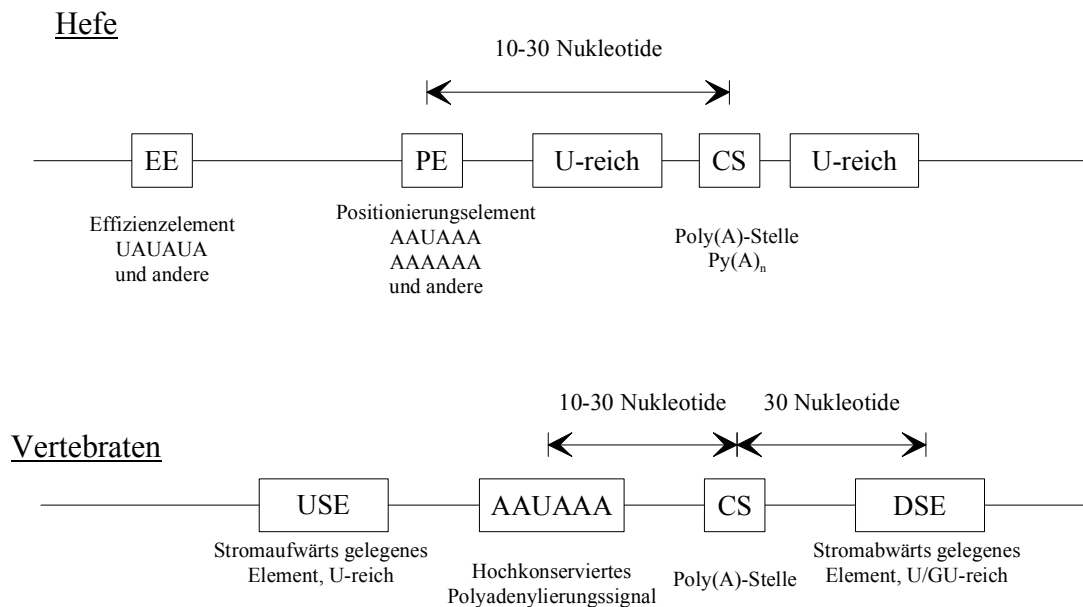 Hefe
10-30 Nukleotide
EE
PE
U-reich
CS
U-reich
Effizienzelement
UAUAUA
und andere
Positionierungselement
AAUAAA
AAAAAA
und andere
Poly(A)-Stelle
Py(A)n
10-30 Nukleotide
30 Nukleotide
Vertebraten
USE
AAUAAA
CS
DSE
Stromaufwärts gelegenes
Element, U-reich
Hochkonserviertes
Polyadenylierungssignal
Poly(A)-Stelle
Stromabwärts gelegenes
Element, U/GU-reich